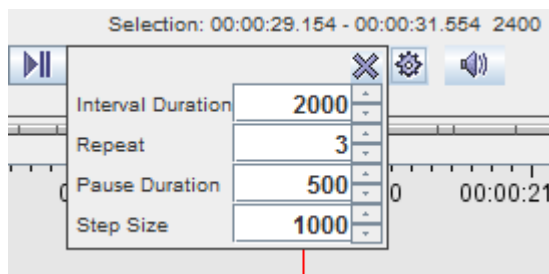 Selection: 00:00:29.154 - 00:00:31.554 2400
Interval Duration 2000
Repeat 3
Pause Duration 500
Step Size 1000
00:00:21